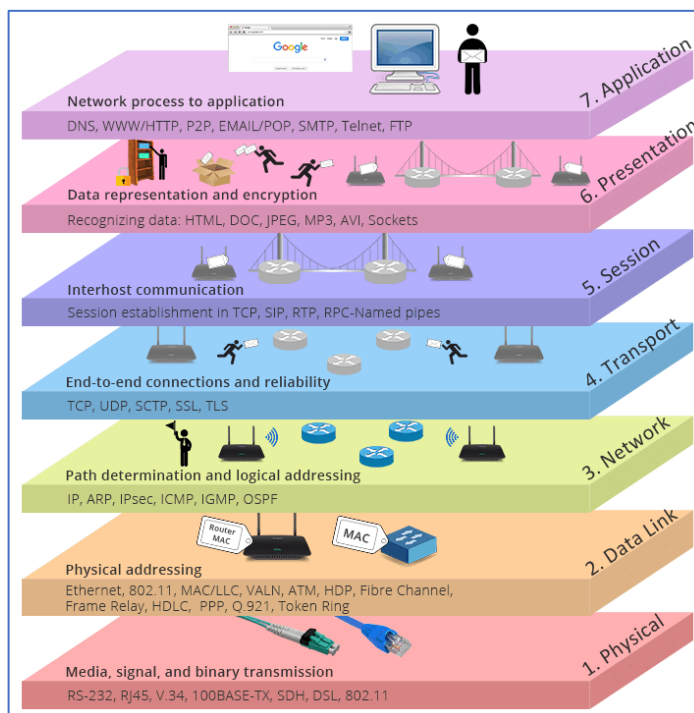 Google
7. Application
Network process to application
DNS, WWW/HTTP, P2P, EMAIL/POP, SMTP, Telnet, FTP
6. Presentation
Data representation and encryption
Recognizing data: HTML, DOC, JPEG, MP3, AVI, Sockets
5. Session
Interhost communication
Session establishment in TCP, SIP, RTP, RPC-Named pipes
4. Transport
End-to-end connections and reliability
TCP, UDP, SCTP, SSL, TLS
3. Network
Path determination and logical addressing
IP, ARP, IPsec, ICMP, IGMP, OSPF
Router
MAC
MAC
2. Data Link
Physical addressing
Ethernet, 802.11, MAC/LLC, VALN, ATM, HDP, Fibre Channel,
Frame Relay, HDLC, PPP, Q.921, Token Ring
1. Physical
Media, signal, and binary transmission
RS-232, RJ45, V.34, 100BASE-TX, SDH, DSL, 802.11